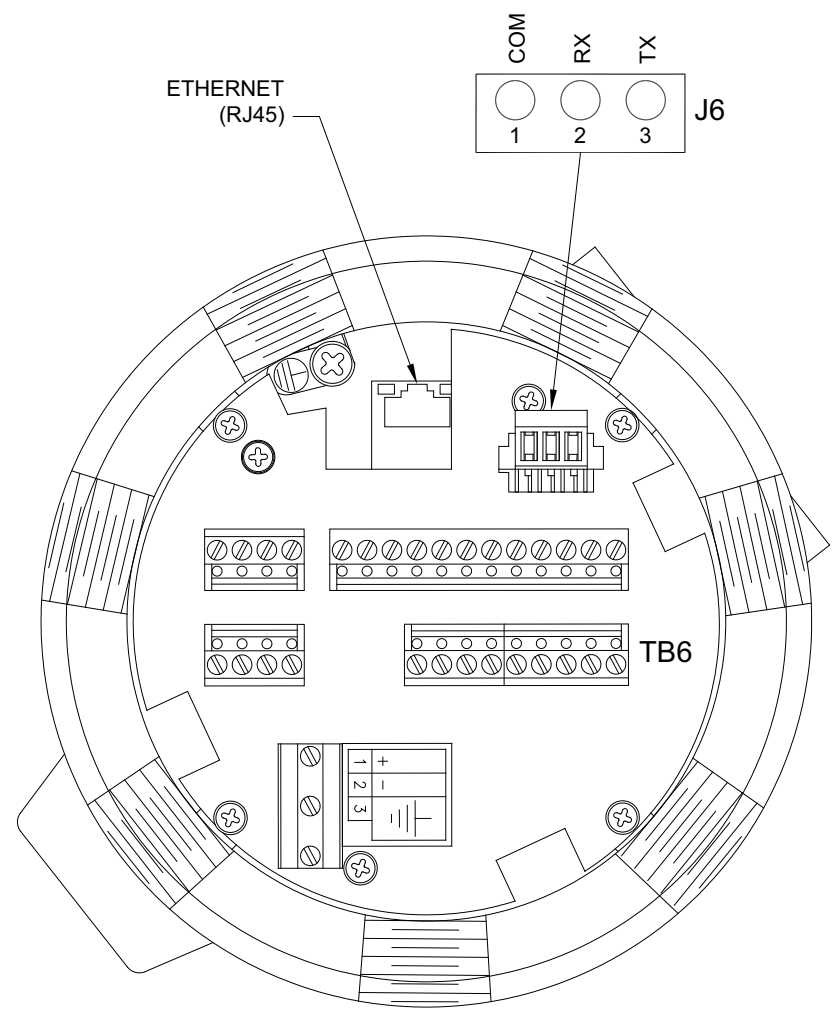 COM RX TX
ETHERNET
(RJ45)
J6
1 2 3
TB6
1 +
2 -
3